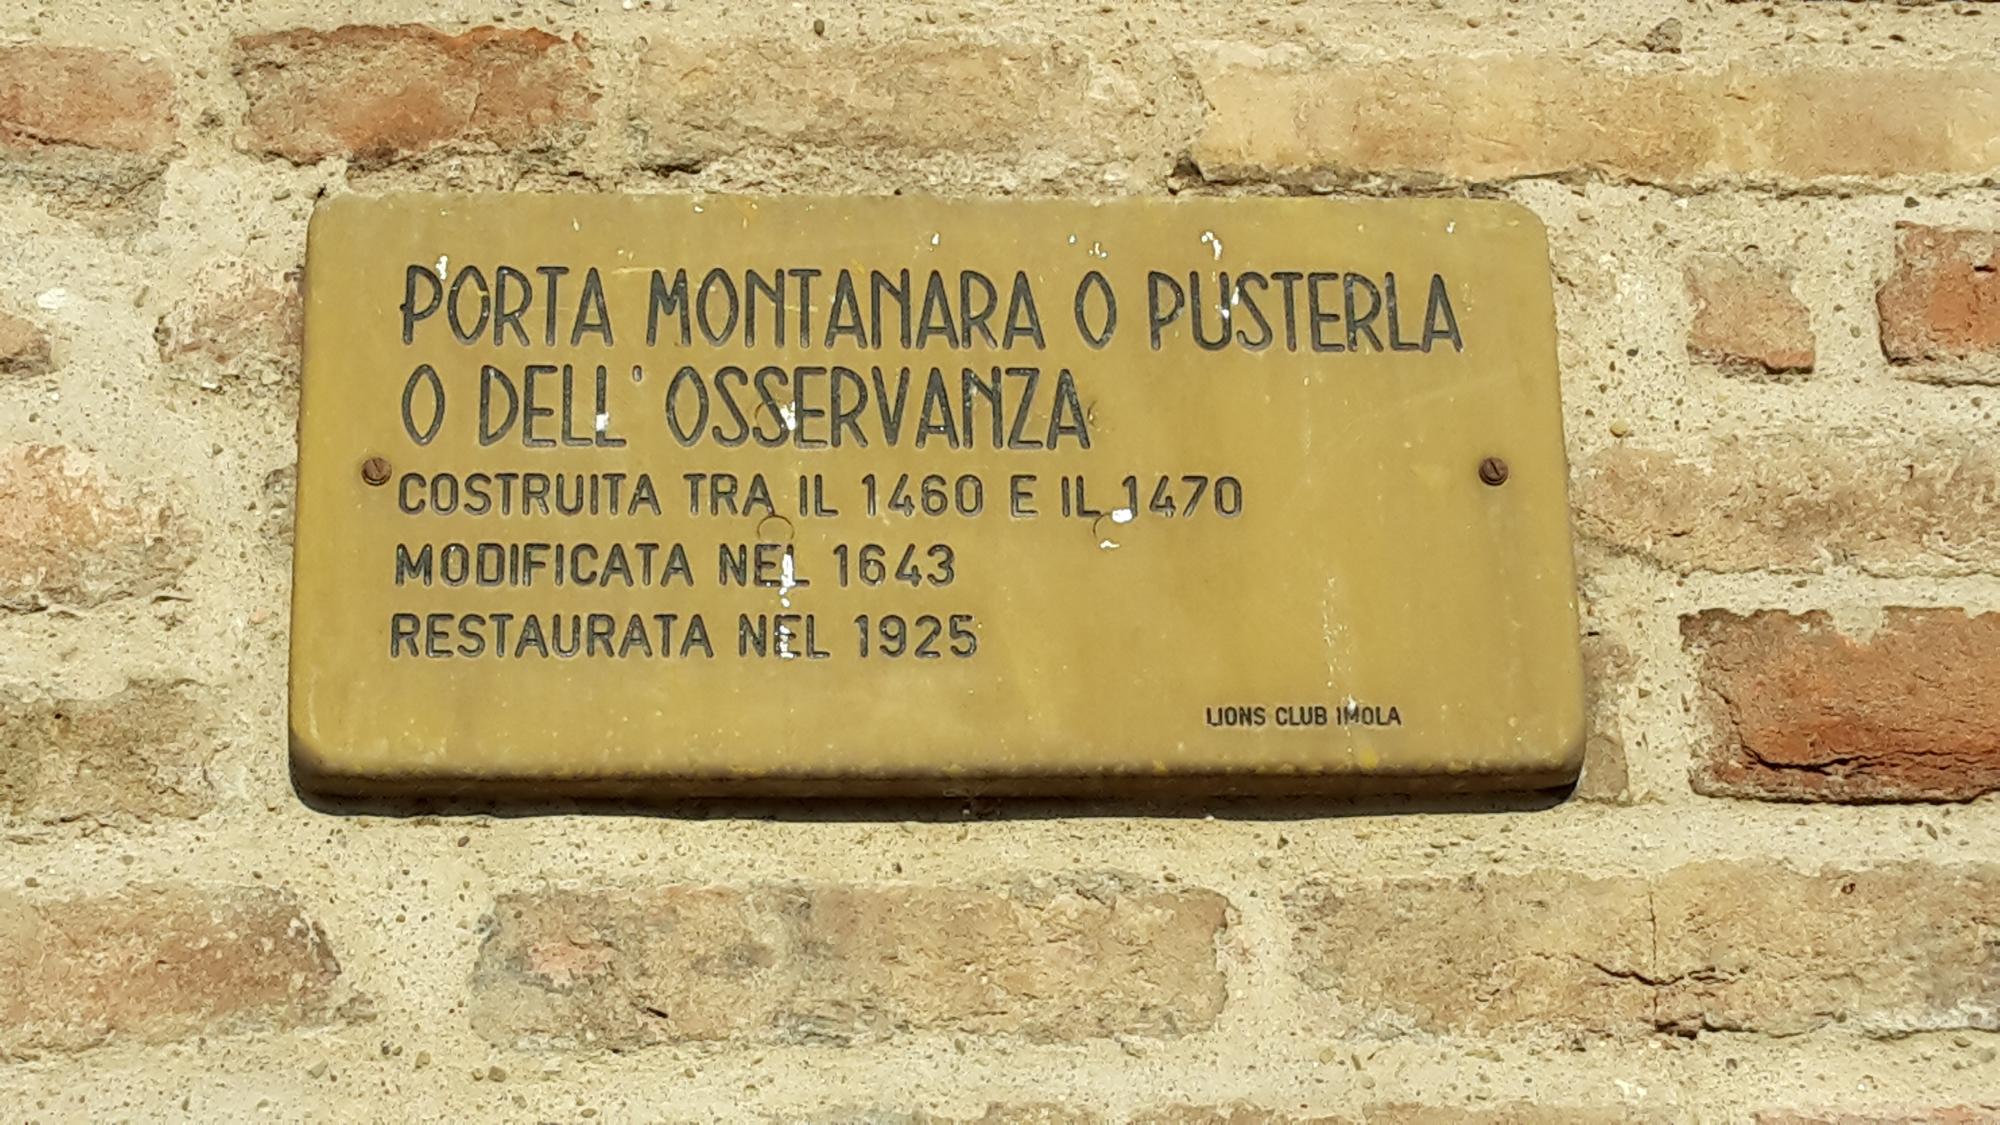 PORTA MONTANARA O PUSTERLA
O DELL'OSSERVANZA
COSTRUITA TRA IL 1460 E IL 1470
MODIFICATA NEL 1643
RESTAURATA NEL 1925
LIONS CLUB IMOLA